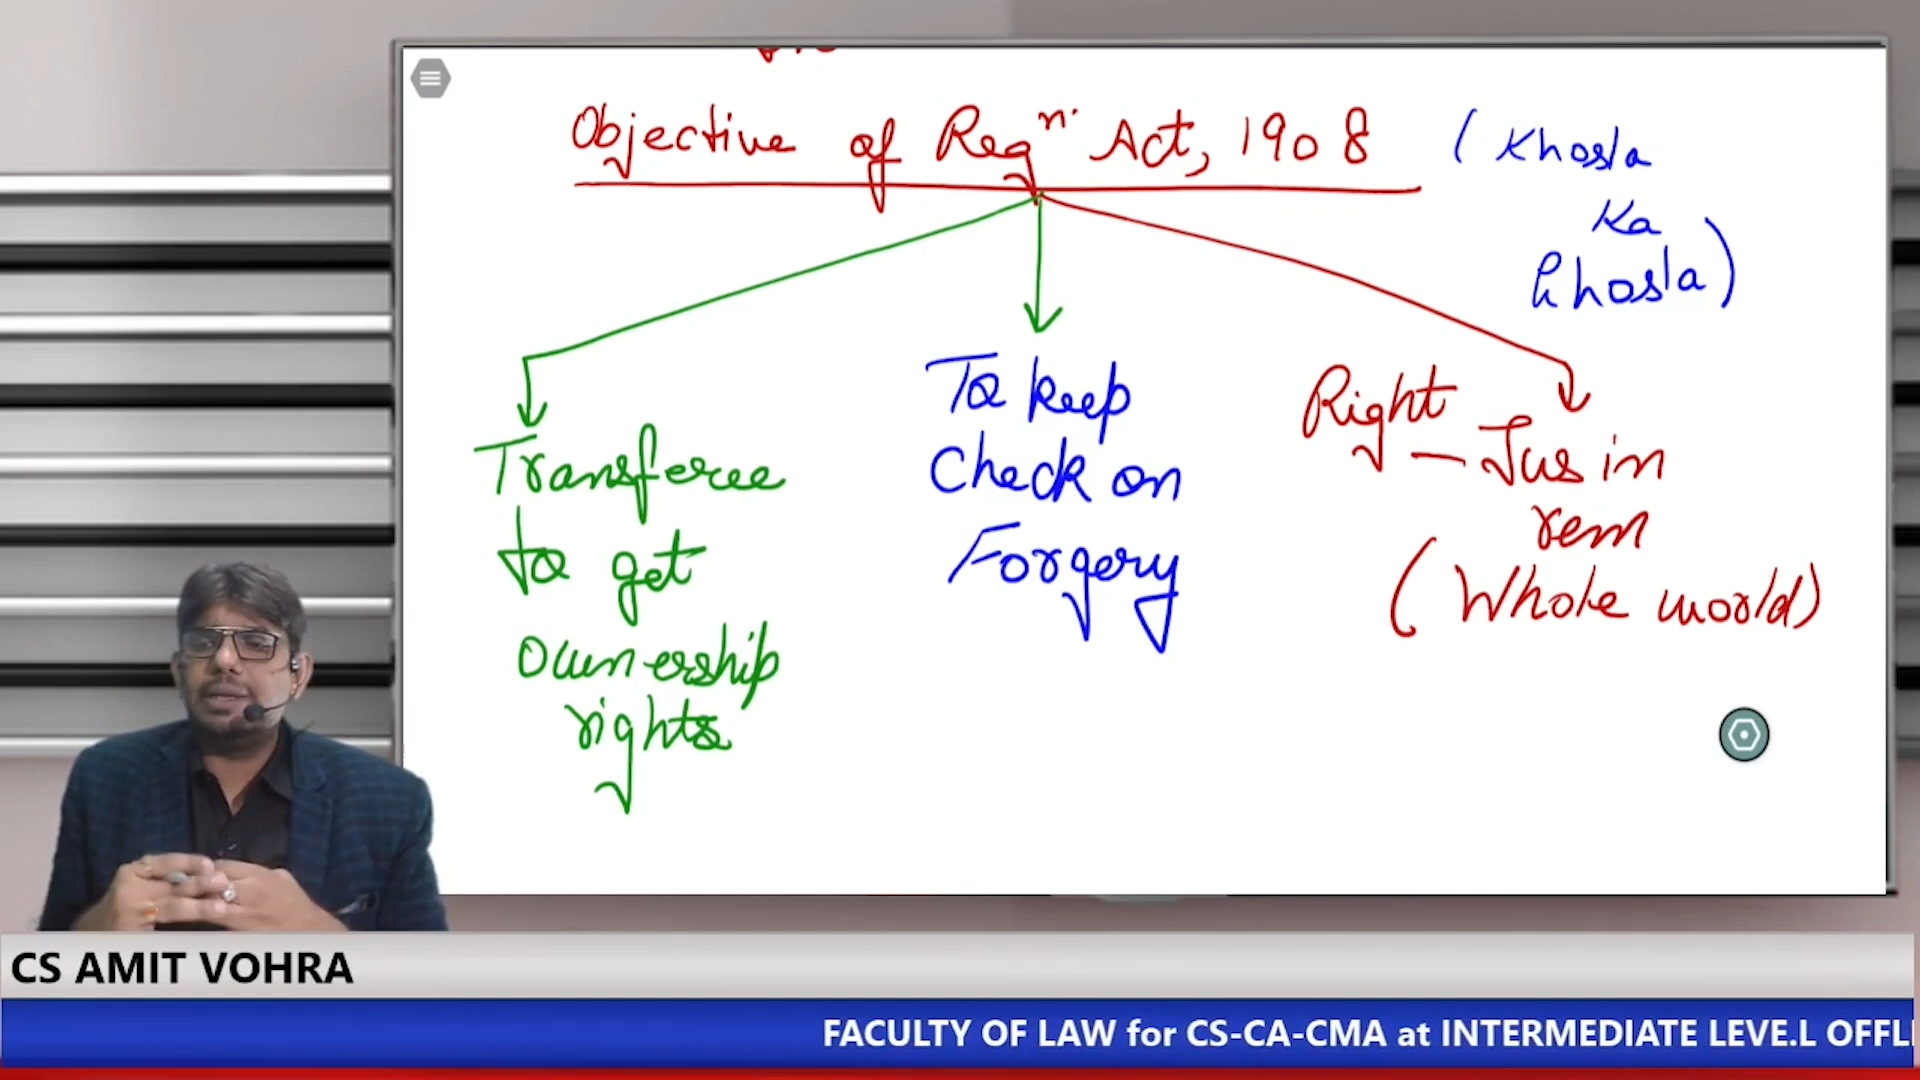 Objective of Regn. Act, 1908
(Khosla
Ka
Ghosla)
Transferee
to get
ownership
rights
To keep
Check on
Forgery
Right – Jus in
rem
(Whole world)
CS AMIT VOHRA
FACULTY OF LAW for CS-CA-CMA at INTERMEDIATE LEVE.L OFFL